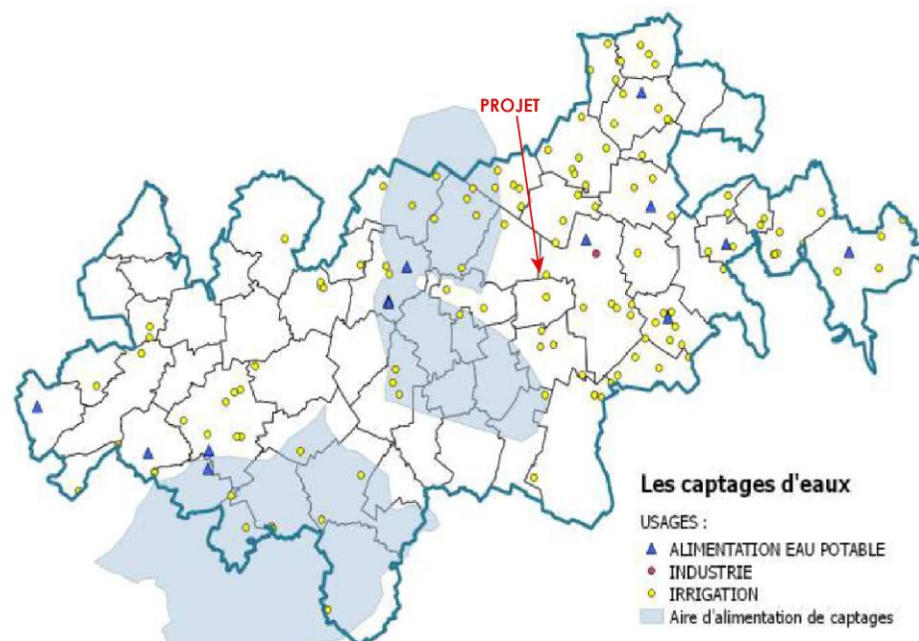 PROJET
Les captages d'eaux
USAGES :
ALIMENTATION EAU POTABLE
INDUSTRIE
IRRIGATION
Aire d'alimentation de captages